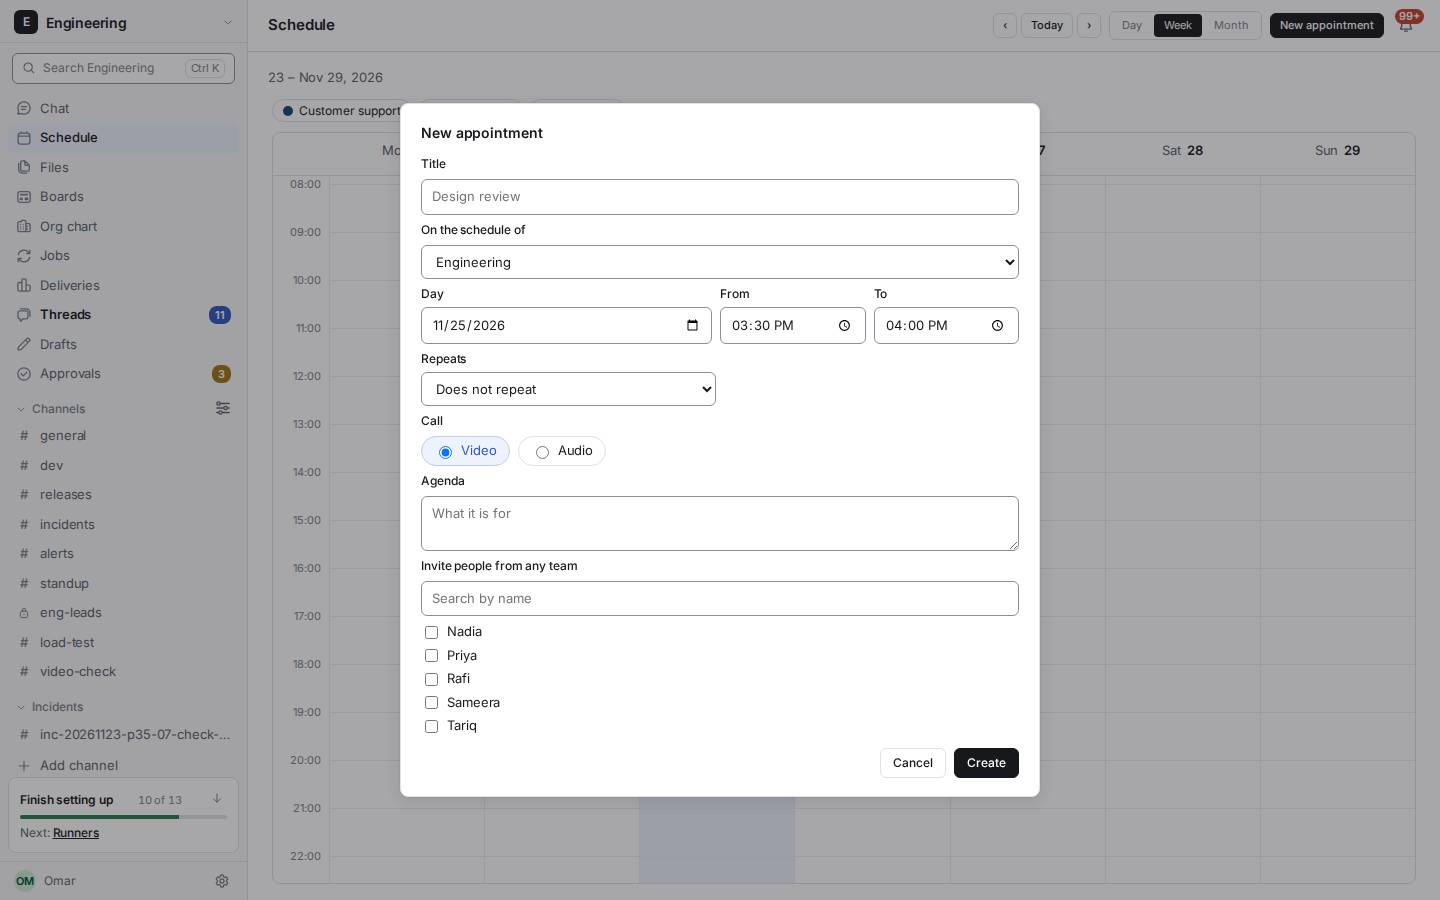 E Engineering
Search Engineering Ctrl K
Chat
Schedule
Files
Boards
Org chart
Jobs
Deliveries
Threads 11
Drafts
Approvals 3
Channels
# general
# dev
# releases
# incidents
# alerts
# standup
eng-leads
# load-test
# video-check
Incidents
# inc-20261123-p35-07-check-...
Add channel
Finish setting up 10 of 13
Next: Runners
OM Omar
Schedule
‹ Today › Day Week Month New appointment 99+
23 – Nov 29, 2026
Customer support
Sat 28 Sun 29
08:00
09:00
10:00
11:00
12:00
13:00
14:00
15:00
16:00
17:00
18:00
19:00
20:00
21:00
22:00
New appointment
Title
Design review
On the schedule of
Engineering
Day From To
11/25/2026 03:30 PM 04:00 PM
Repeats
Does not repeat
Call
Video Audio
Agenda
What it is for
Invite people from any team
Search by name
Nadia
Priya
Rafi
Sameera
Tariq
Cancel Create